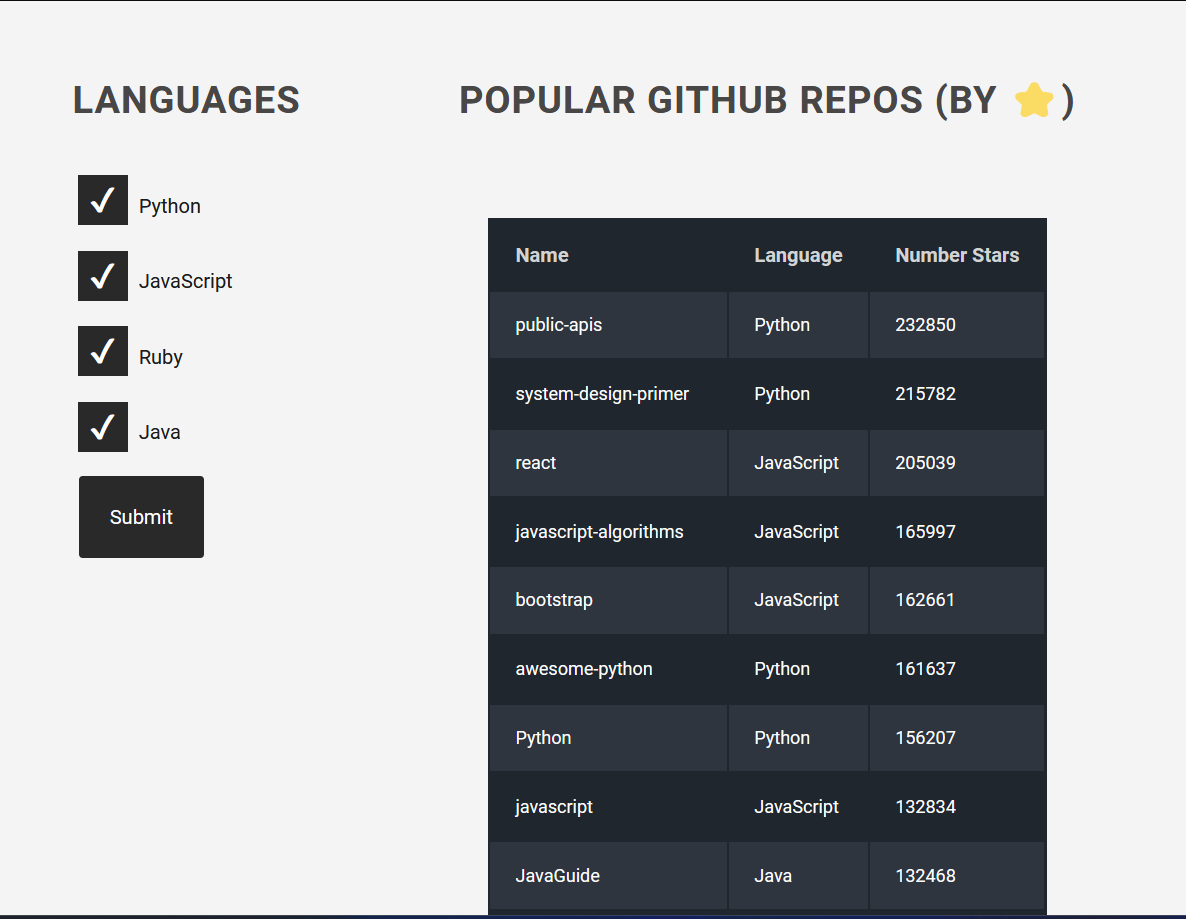 LANGUAGES
Python
JavaScript
Ruby
Java
Submit
POPULAR GITHUB REPOS (BY ⭐)
Name Language Number Stars
public-apis Python 232850
system-design-primer Python 215782
react JavaScript 205039
javascript-algorithms JavaScript 165997
bootstrap JavaScript 162661
awesome-python Python 161637
Python Python 156207
javascript JavaScript 132834
JavaGuide Java 132468